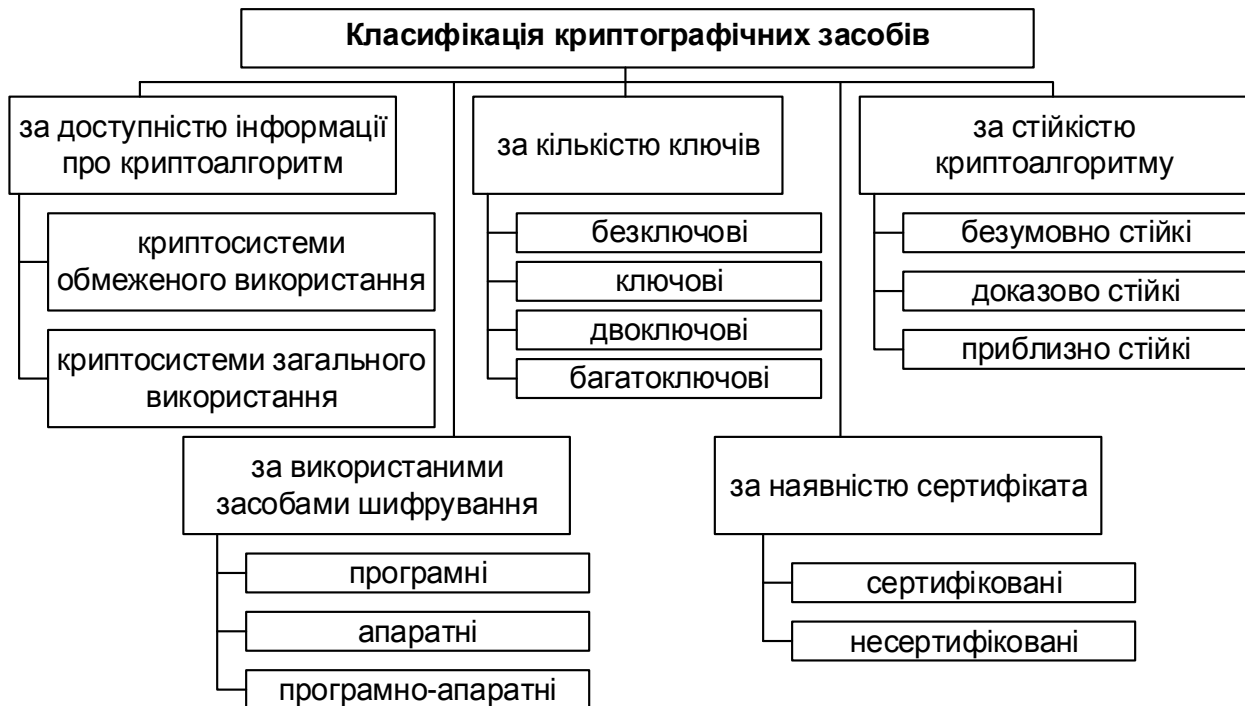 Класифікація криптографічних засобів
за доступністю інформації
про криптоалгоритм
криптосистеми
обмеженого використання
криптосистеми загального
використання
за кількістю ключів
безключові
ключові
двоключові
багатоключові
за стійкістю
криптоалгоритму
безумовно стійкі
доказово стійкі
приблизно стійкі
за використаними
засобами шифрування
програмні
апаратні
програмно-апаратні
за наявністю сертифіката
сертифіковані
несертифіковані